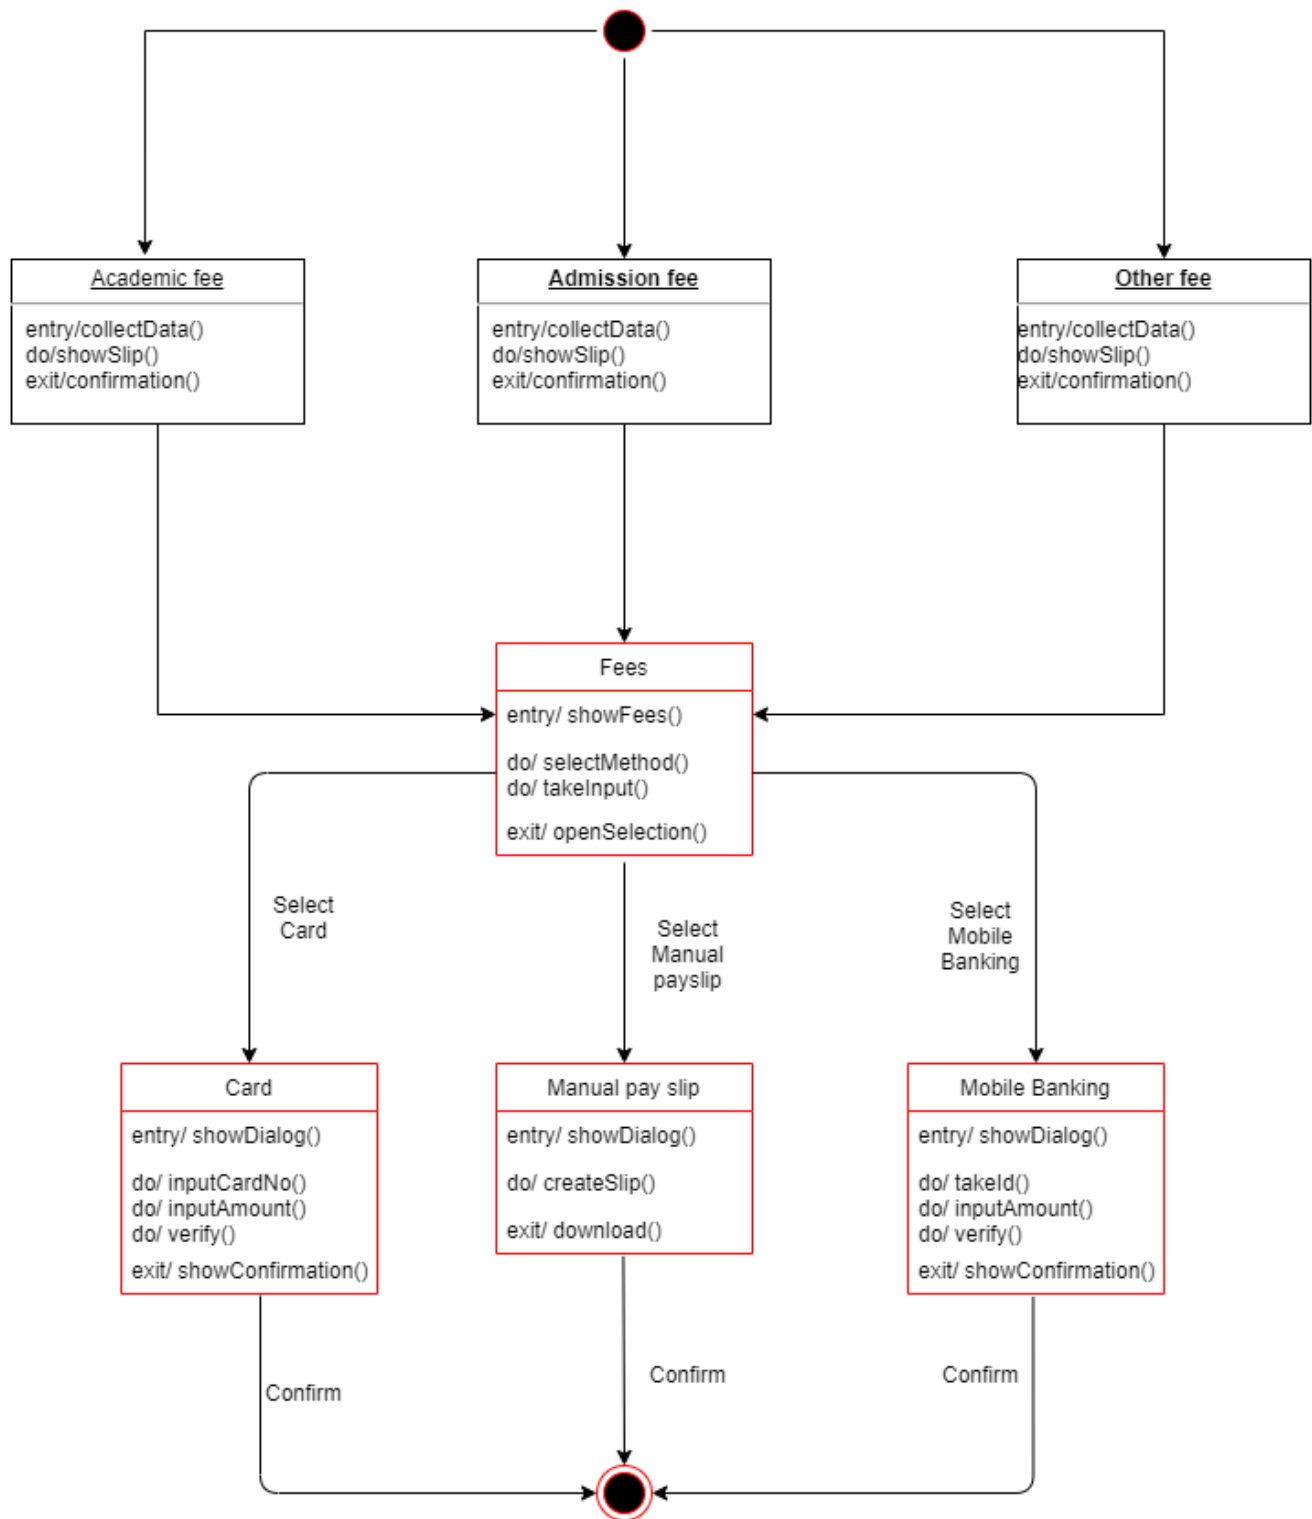 Academic fee
entry/collectData()
do/showSlip()
exit/confirmation()
Admission fee
entry/collectData()
do/showSlip()
exit/confirmation()
Other fee
entry/collectData()
do/showSlip()
exit/confirmation()
Fees
entry/ showFees()
do/ selectMethod()
do/ takeInput()
exit/ openSelection()
Select
Card
Select
Manual
payslip
Select
Mobile
Banking
Card
entry/ showDialog()
do/ inputCardNo()
do/ inputAmount()
do/ verify()
exit/ showConfirmation()
Manual pay slip
entry/ showDialog()
do/ createSlip()
exit/ download()
Mobile Banking
entry/ showDialog()
do/ takeId()
do/ inputAmount()
do/ verify()
exit/ showConfirmation()
Confirm
Confirm
Confirm